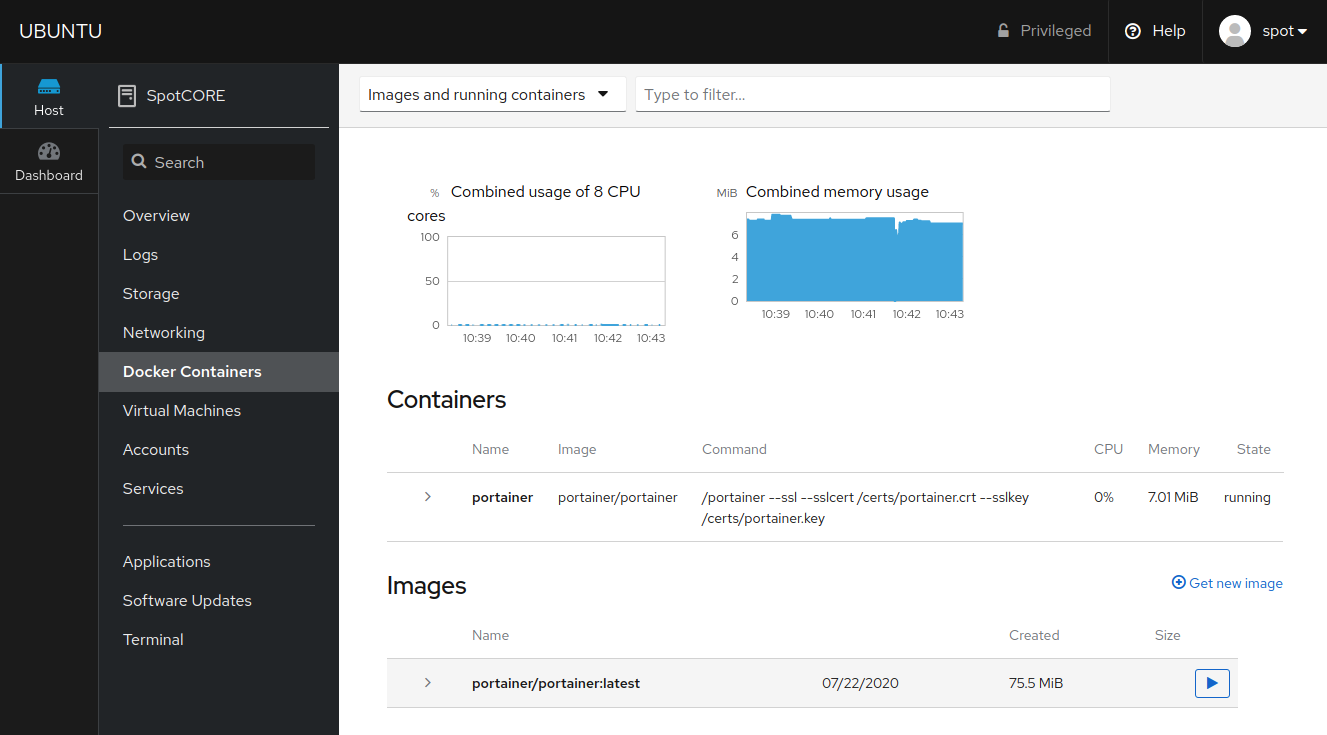 UBUNTU
Privileged
Help
spot
Host
Dashboard
SpotCORE
Search
Overview
Logs
Storage
Networking
Docker Containers
Virtual Machines
Accounts
Services
Applications
Software Updates
Terminal
Images and running containers
Type to filter...
% Combined usage of 8 CPU
cores
100
50
0
10:39 10:40 10:41 10:42 10:43
MiB Combined memory usage
6
4
2
0
10:39 10:40 10:41 10:42 10:43
Containers
Name Image Command CPU Memory State
portainer portainer/portainer /portainer --ssl --sslcert /certs/portainer.crt --sslkey 0% 7.01 MiB running
/certs/portainer.key
Images
Get new image
Name Created Size
portainer/portainer:latest 07/22/2020 75.5 MiB